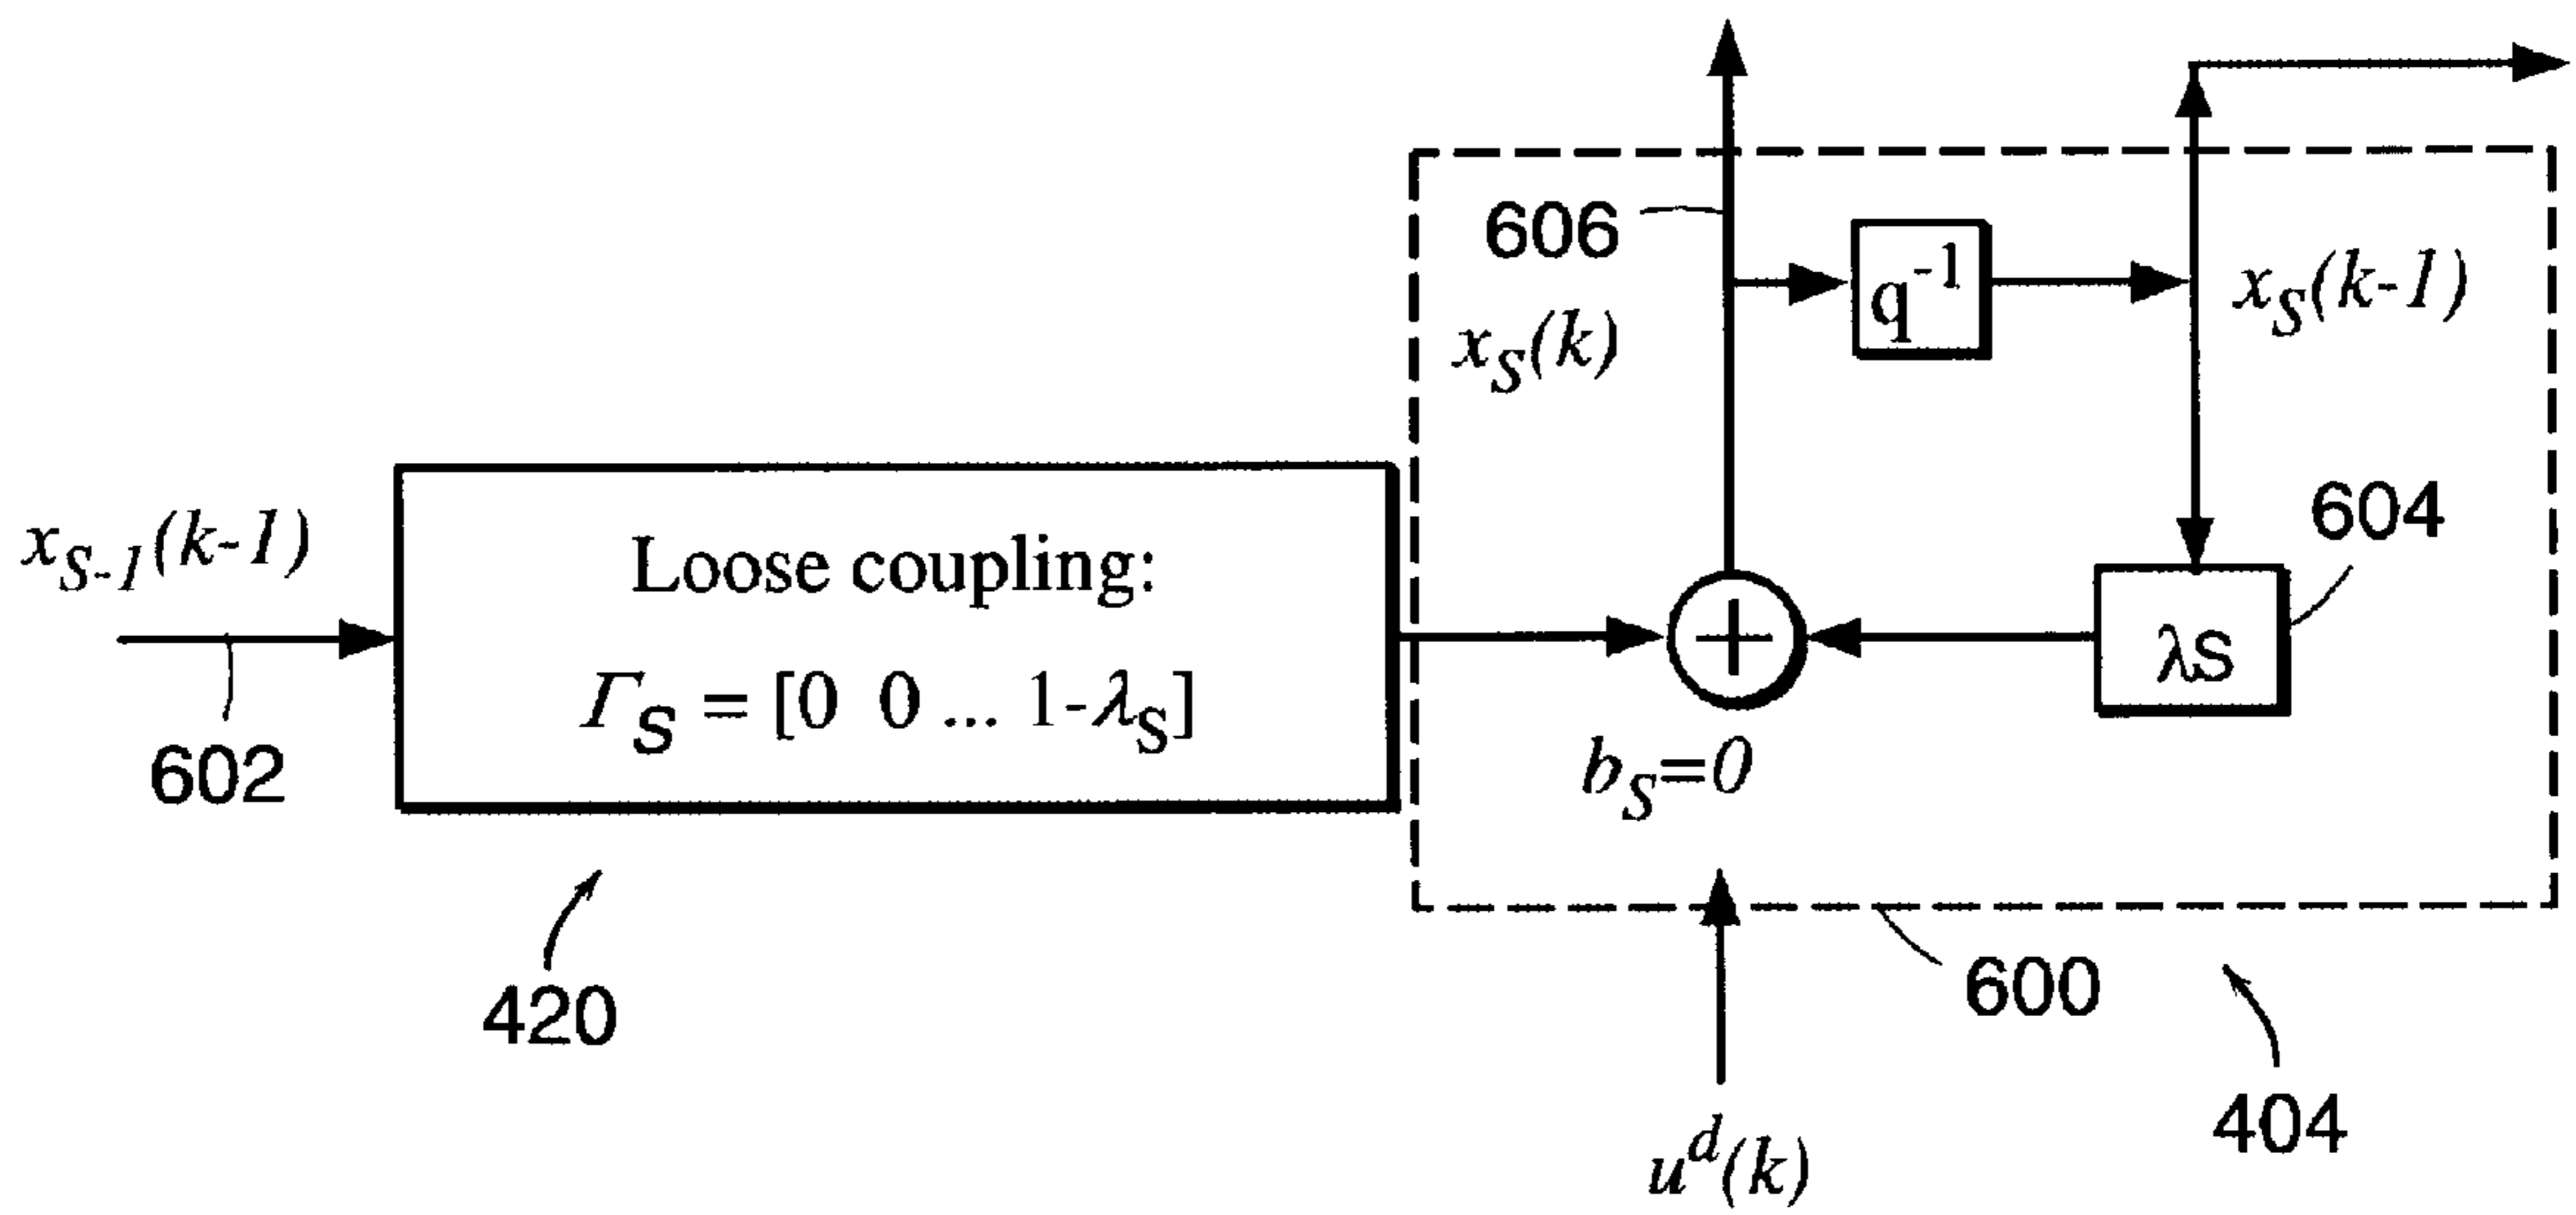 606
x_S(k)
q^-1
x_S(k-1)
x_S-1(k-1)
602
Loose coupling:
Γ_S = [0 0 ... 1-λ_S]
604
λS
b_S=0
420
600
404
u^d(k)